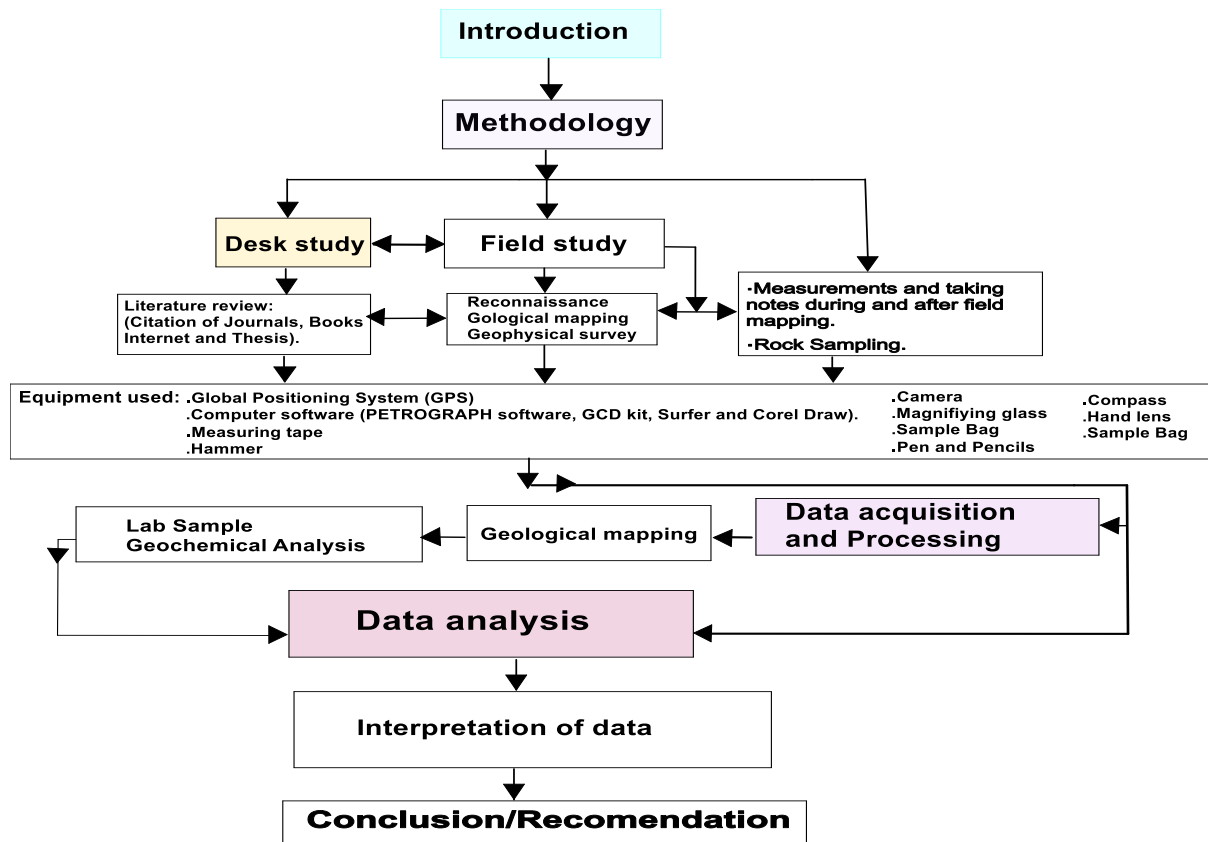 Introduction
Methodology
Desk study
Field study
Literature review:
(Citation of Journals, Books
Internet and Thesis).
Reconnaissance
Gological mapping
Geophysical survey
·Measurements and taking
notes during and after field
mapping.
·Rock Sampling.
Equipment used: .Global Positioning System (GPS)
.Computer software (PETROGRAPH software, GCD kit, Surfer and Corel Draw).
.Measuring tape
.Hammer
.Camera
.Magnifiying glass
.Sample Bag
.Pen and Pencils
.Compass
.Hand lens
.Sample Bag
Lab Sample
Geochemical Analysis
Geological mapping
Data acquisition
and Processing
Data analysis
Interpretation of data
Conclusion/Recomendation